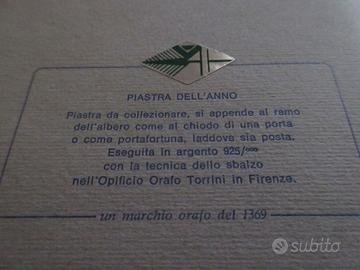 PIASTRA DELL'ANNO
Piastra da collezionare, si appende al ramo
dell'albero come al chiodo di una porta
o come portafortuna, laddove sia posta.
Eseguita in argento 925/ooo
con la tecnica dello sbalzo
nell'Opificio Orafo Torrini in Firenze.
un marchio orafo del 1369
subito